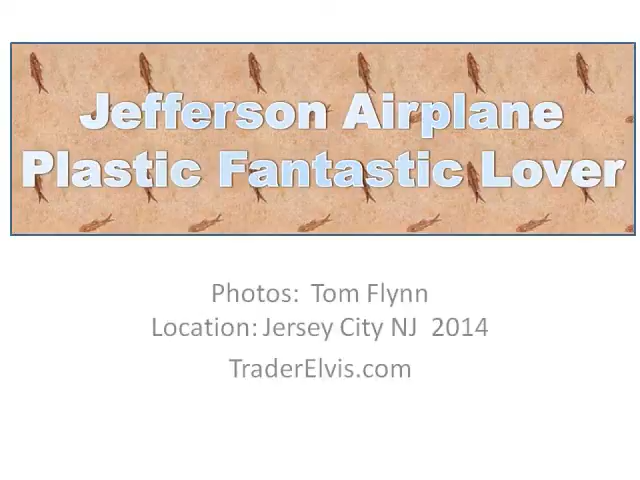 Jefferson Airplane
Plastic Fantastic Lover
Photos:  Tom Flynn
Location: Jersey City NJ  2014
TraderElvis.com